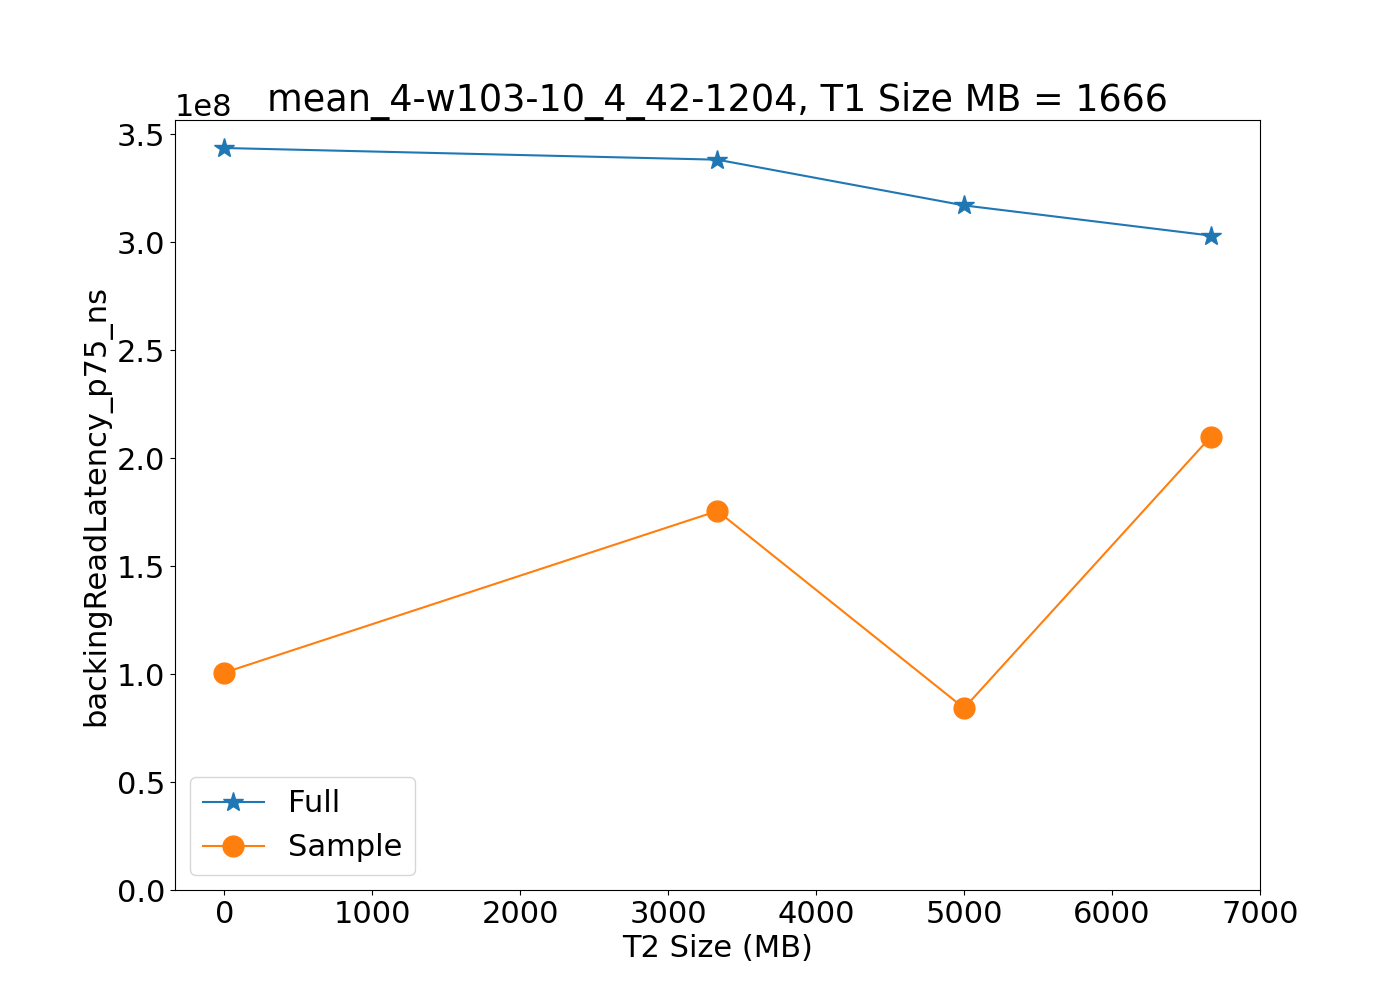 1e8
mean_4-w103-10_4_42-1204, T1 Size MB = 1666
backingReadLatency_p75_ns
3.5
3.0
2.5
2.0
1.5
1.0
0.5
0.0
Full
Sample
0 1000 2000 3000 4000 5000 6000 7000
T2 Size (MB)